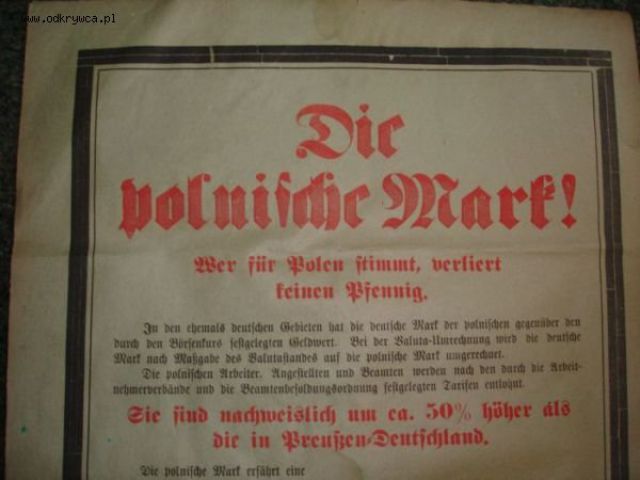 www.odkrywca.pl
Die
polnische Mark!
Wer für Polen stimmt, verliert
keinen Pfennig.
In den ehemals deutschen Gebieten hat die deutsche Mark der polnischen gegenüber den
durch den Börsenkurs festgelegten Geldwert. Bei der Valuta-Umrechnung wird die deutsche
Mark nach Maßgabe des Valutastandes auf die polnische Mark umgerechnet.
Die polnischen Arbeiter. Angestellten und Beamten werden nach den durch die Arbeit-
nehmerverbände und die Beamtenbesoldungsordnung festgelegten Tarifen entlohnt.
Sie sind nachweislich um ca. 50% höher als
die in Preußen-Deutschland.
Die polnische Mark erfährt eine